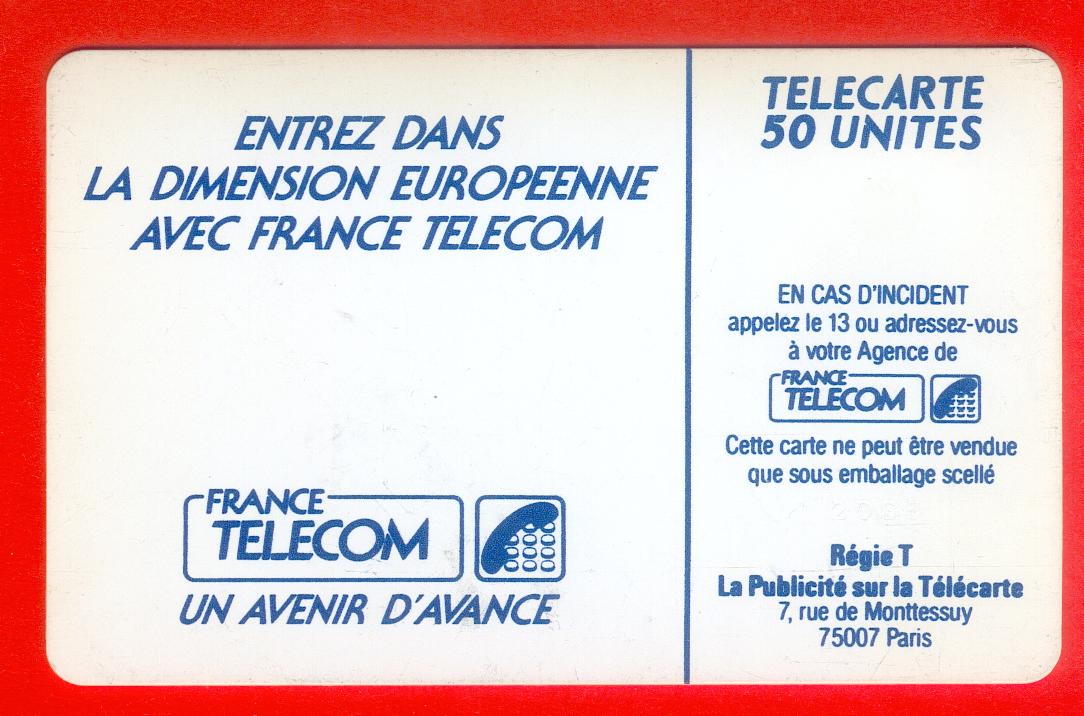 ENTREZ DANS
LA DIMENSION EUROPEENNE
AVEC FRANCE TELECOM
FRANCE
TELECOM
UN AVENIR D'AVANCE
TELECARTE
50 UNITES
EN CAS D'INCIDENT
appelez le 13 ou adressez-vous
à votre Agence de
FRANCE
TELECOM
Cette carte ne peut être vendue
que sous emballage scellé
Régie T
La Publicité sur la Télécarte
7, rue de Monttessuy
75007 Paris